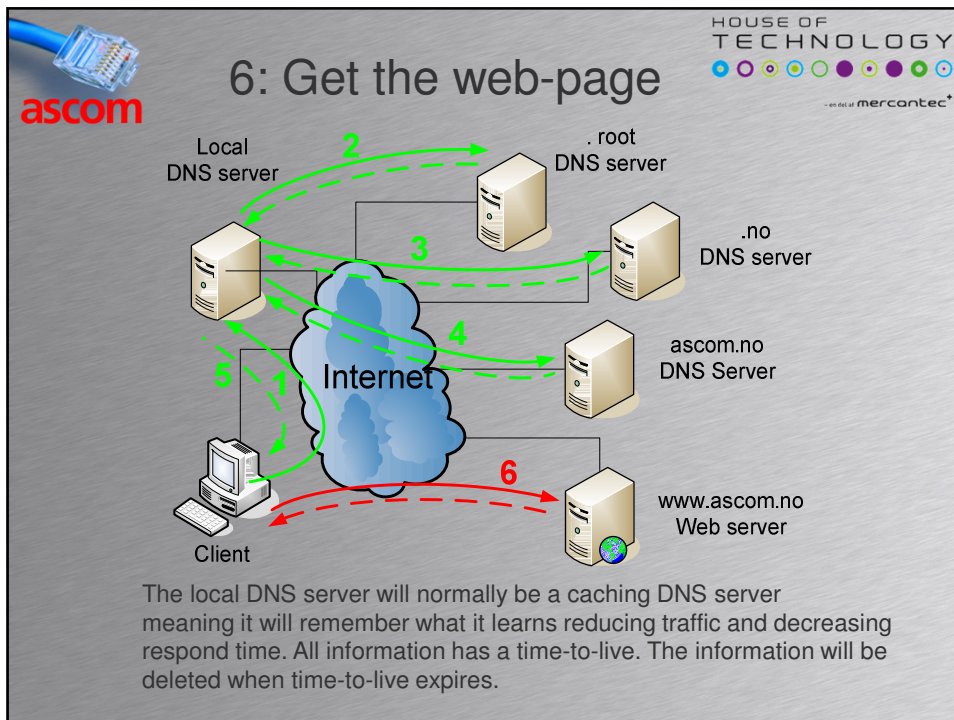 HOUSE OF
TECHNOLOGY
- en del af mercantec+
ascom
6: Get the web-page
Local
DNS server
2
. root
DNS server
3
.no
DNS server
4
ascom.no
DNS Server
Internet
5
1
6
www.ascom.no
Web server
Client
The local DNS server will normally be a caching DNS server
meaning it will remember what it learns reducing traffic and decreasing
respond time. All information has a time-to-live. The information will be
deleted when time-to-live expires.